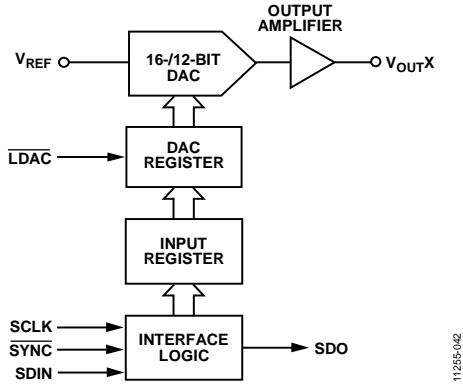 OUTPUT
AMPLIFIER
VREF
16-/12-BIT
DAC
VOUTX
LDAC
DAC
REGISTER
INPUT
REGISTER
SCLK
SYNC
SDIN
INTERFACE
LOGIC
SDO
11255-042